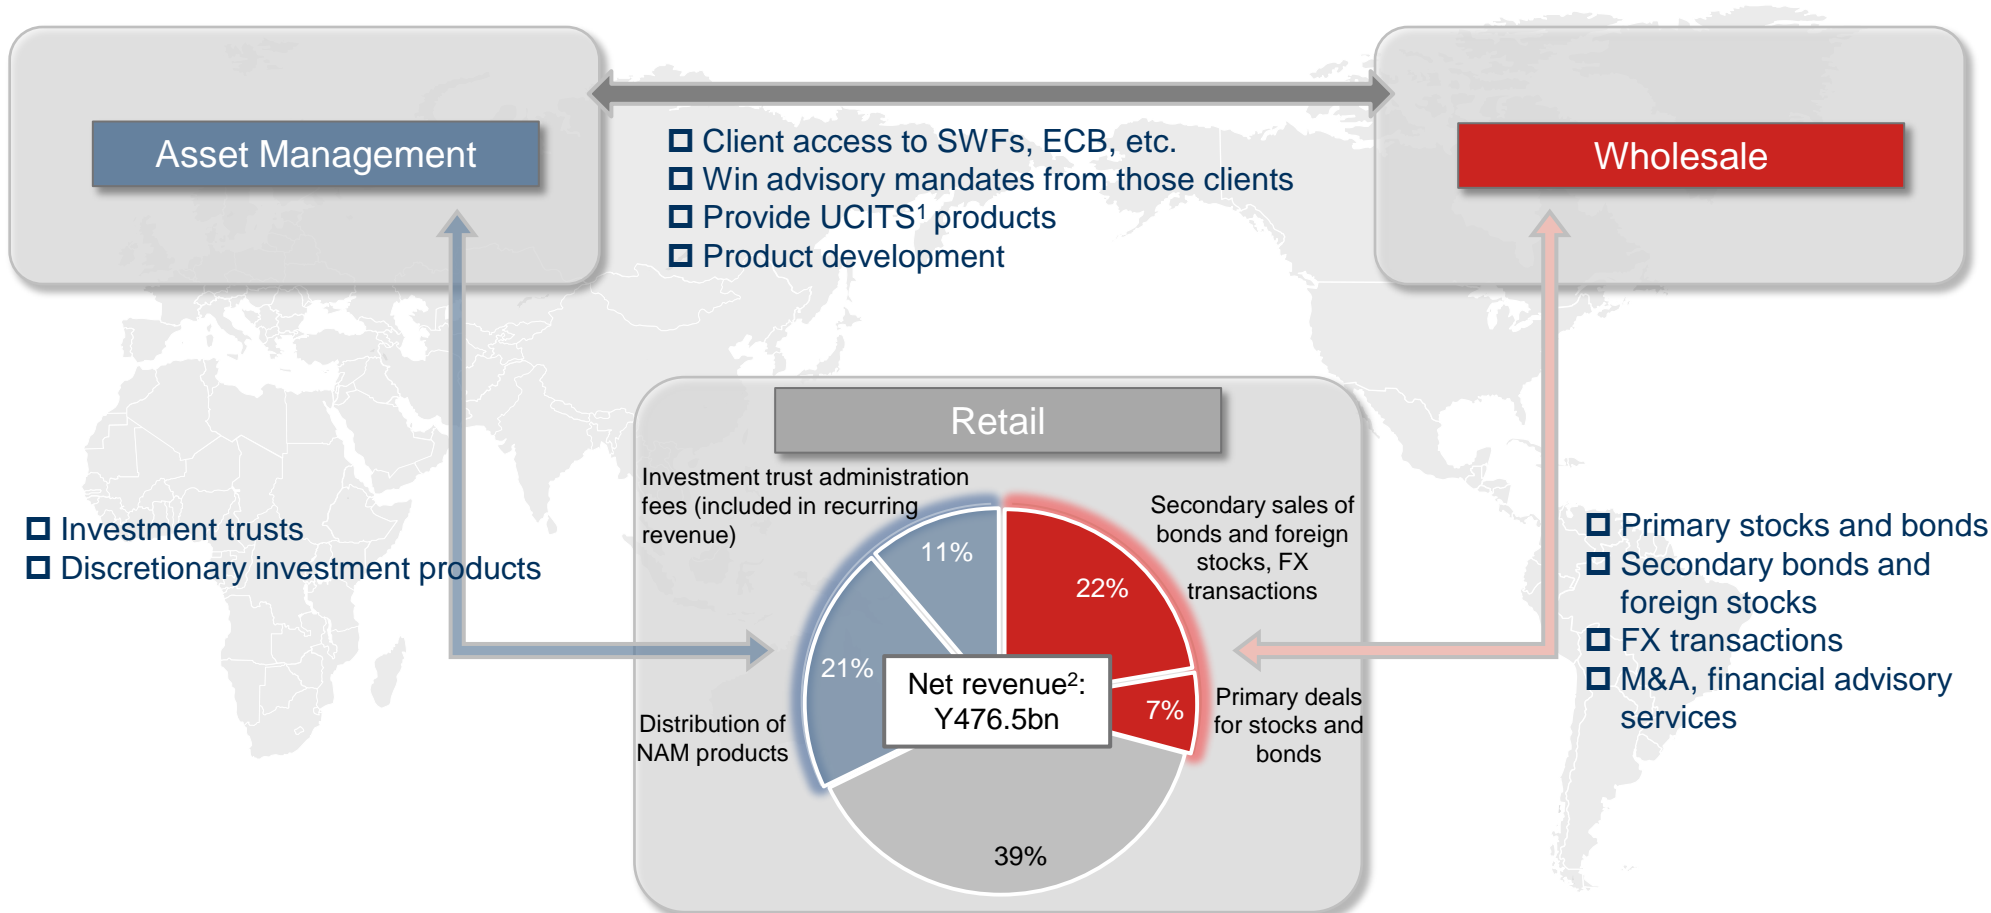 Asset Management
Wholesale
Client access to SWFs, ECB, etc.
Win advisory mandates from those clients
Provide UCITS¹ products
Product development
Retail
Investment trusts
Discretionary investment products
Investment trust administration
fees (included in recurring
revenue)
11%
21%
Distribution of
NAM products
Secondary sales of
bonds and foreign
stocks, FX
transactions
22%
7%
Primary deals
for stocks and
bonds
Net revenue²:
Y476.5bn
39%
Primary stocks and bonds
Secondary bonds and
foreign stocks
FX transactions
M&A, financial advisory
services